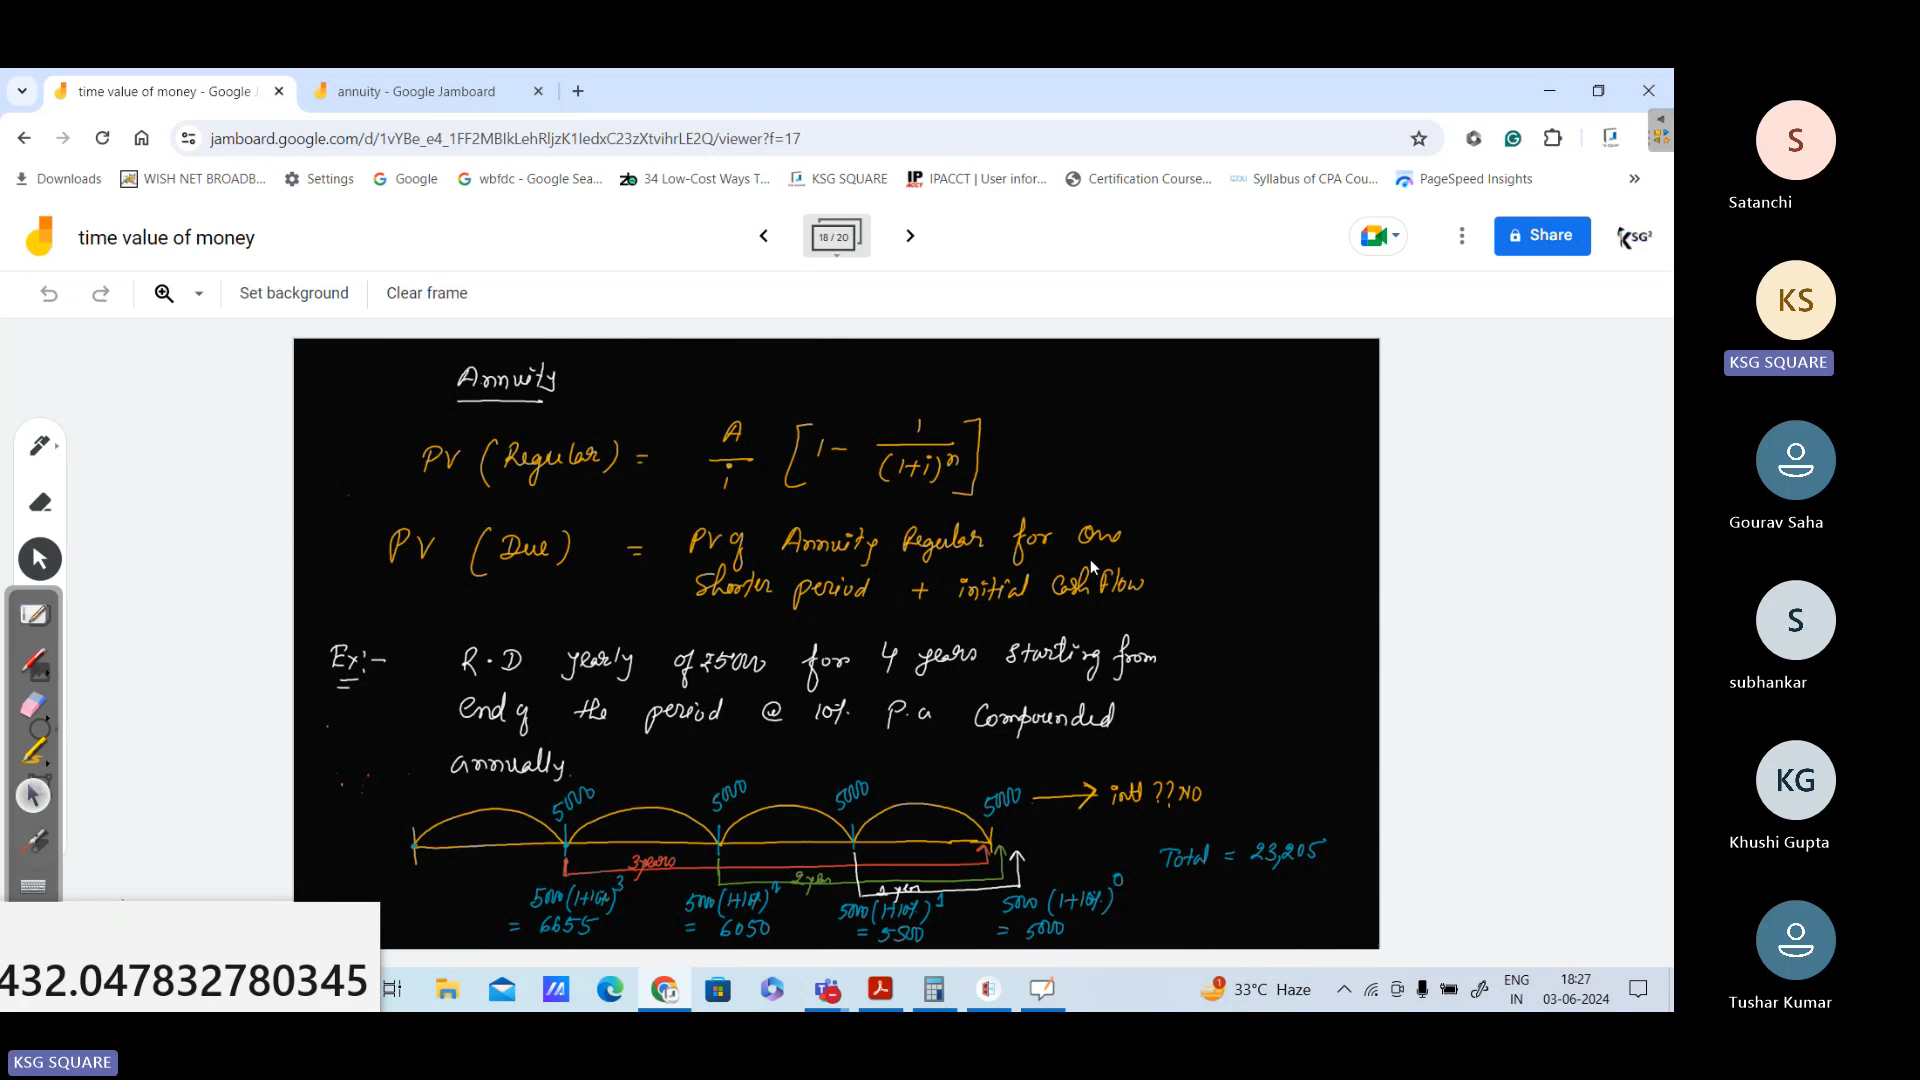 time value of money - Google J
annuity - Google Jamboard
jamboard.google.com/d/1vYBe_e4_1FF2MBIkLehRljzK1IedxC23zXtvihrLE2Q/viewer?f=17
Downloads
WISH NET BROADB...
Settings
Google
wbfdc - Google Sea...
34 Low-Cost Ways T...
KSG SQUARE
IPACCT | User infor...
Certification Course...
Syllabus of CPA Cou...
PageSpeed Insights
time value of money
18 / 20
Share
KSG²
Set background
Clear frame
Annuity
PV (Regular) = A/i [1 - 1/(1+i)^n]
PV (Due) = PV of Annuity Regular for One
Shorter period + initial Cash flow
Ex:- R.D yearly of ₹5000 for 4 years starting from
end of the period @ 10% P.a Compounded
annually.
5000 5000 5000 5000 → intt ?? NO
3 years
2 year
1 year
Total = 23,205
5000(1+10%)^3 5000(1+10%)^2 5000(1+10%)^1 5000(1+10%)^0
= 6655 = 6050 = 5500 = 5000
432.047832780345
33°C Haze
ENG
IN
18:27
03-06-2024
S
Satanchi
KS
KSG SQUARE
Gourav Saha
S
subhankar
KG
Khushi Gupta
Tushar Kumar
KSG SQUARE